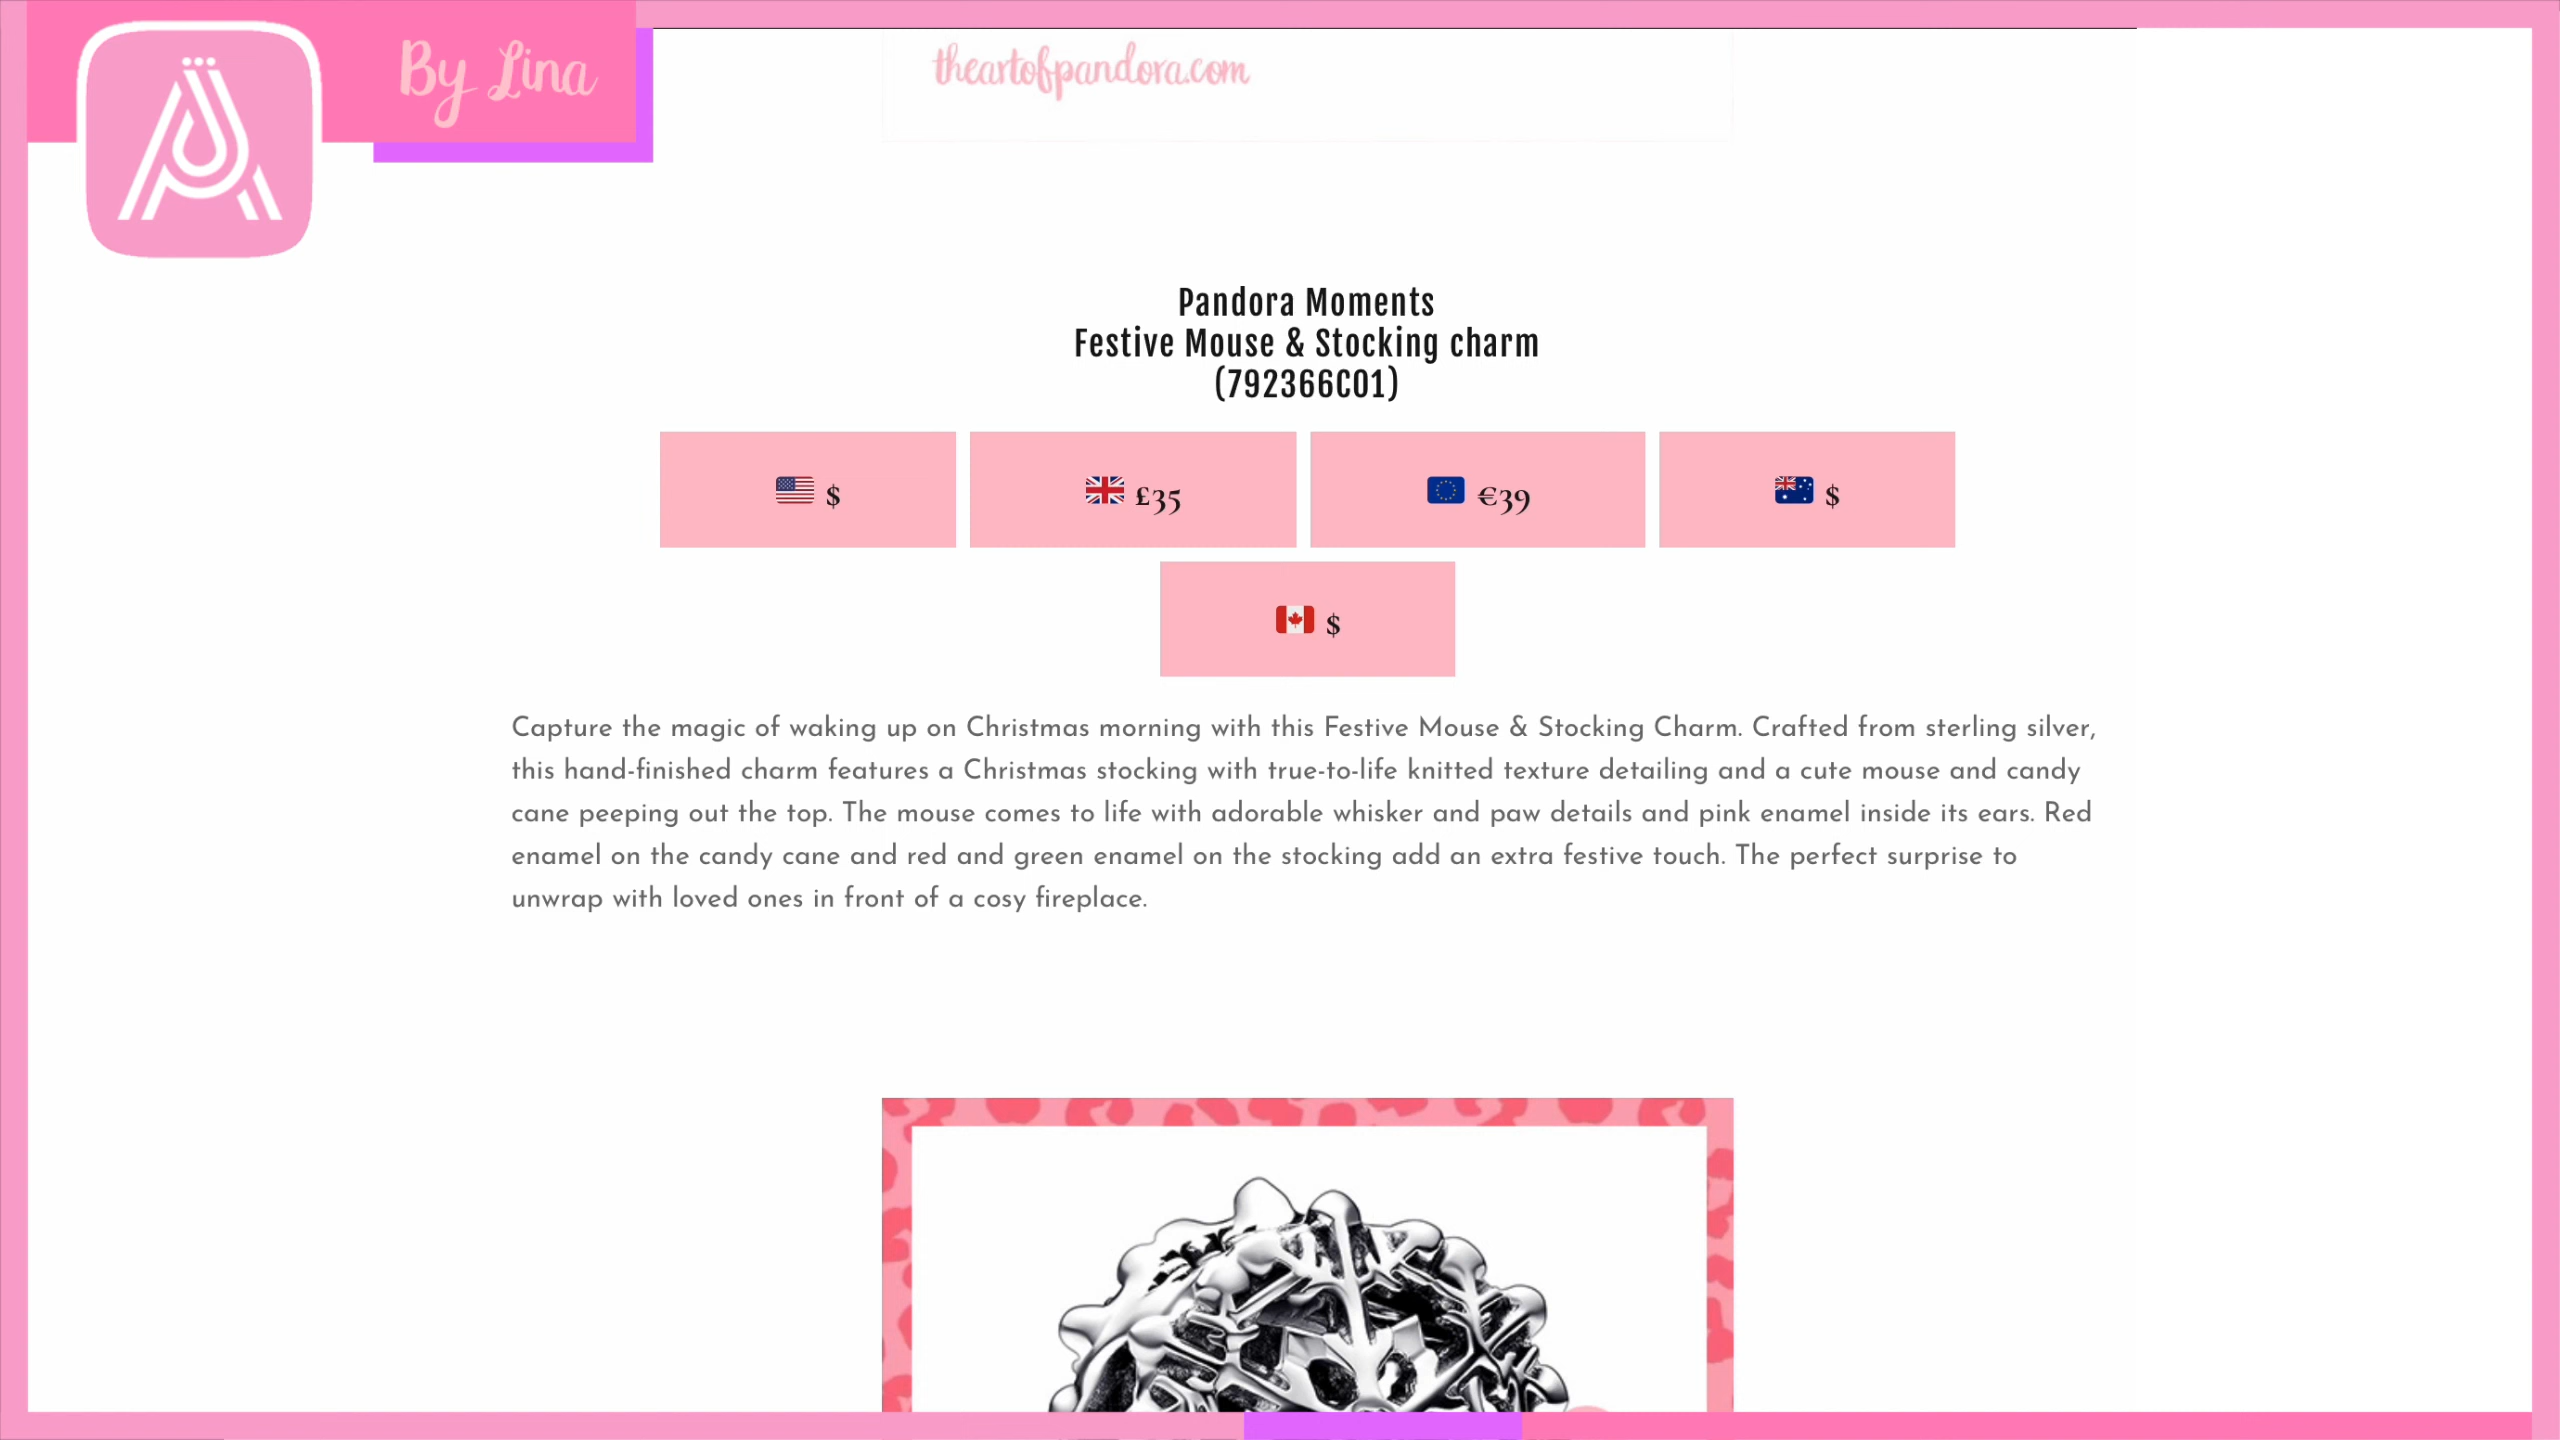 By Lina
theartofpandora.com
Pandora Moments
Festive Mouse & Stocking charm
(792366C01)
$
£35
€39
$
$
Capture the magic of waking up on Christmas morning with this Festive Mouse & Stocking Charm. Crafted from sterling silver,
this hand-finished charm features a Christmas stocking with true-to-life knitted texture detailing and a cute mouse and candy
cane peeping out the top. The mouse comes to life with adorable whisker and paw details and pink enamel inside its ears. Red
enamel on the candy cane and red and green enamel on the stocking add an extra festive touch. The perfect surprise to
unwrap with loved ones in front of a cosy fireplace.